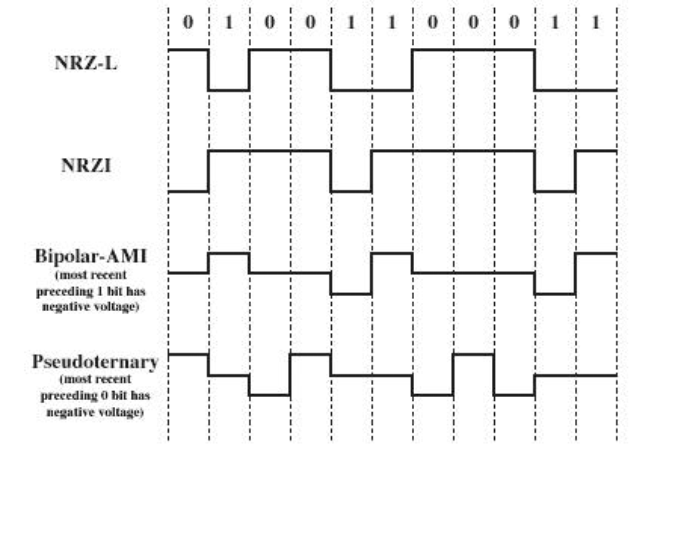 0 1 0 0 1 1 0 0 0 1 1
NRZ-L
NRZI
Bipolar-AMI
(most recent
preceding 1 bit has
negative voltage)
Pseudoternary
(most recent
preceding 0 bit has
negative voltage)